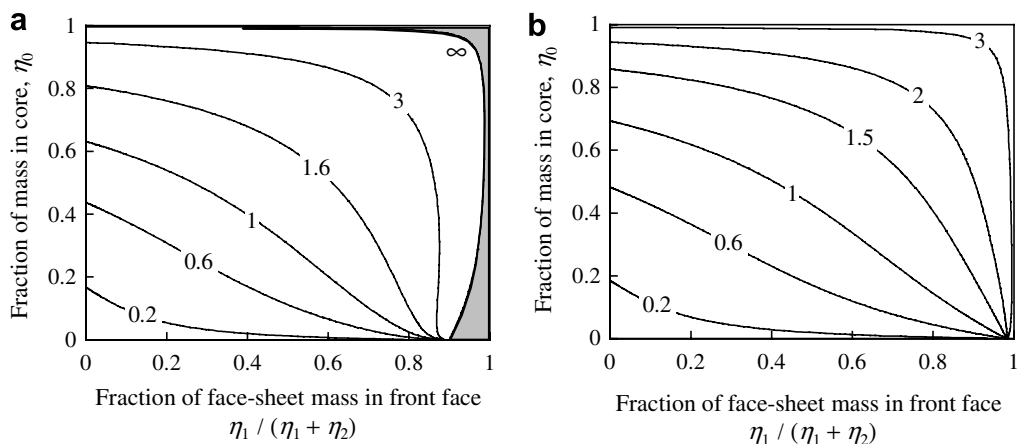 a
Fraction of mass in core, η0
1
0.8
0.6
0.4
0.2
0
∞
3
1.6
1
0.6
0.2
0 0.2 0.4 0.6 0.8 1
Fraction of face-sheet mass in front face
η1 / (η1 + η2)
b
Fraction of mass in core, η0
1
0.8
0.6
0.4
0.2
0
3
2
1.5
1
0.6
0.2
0 0.2 0.4 0.6 0.8 1
Fraction of face-sheet mass in front face
η1 / (η1 + η2)